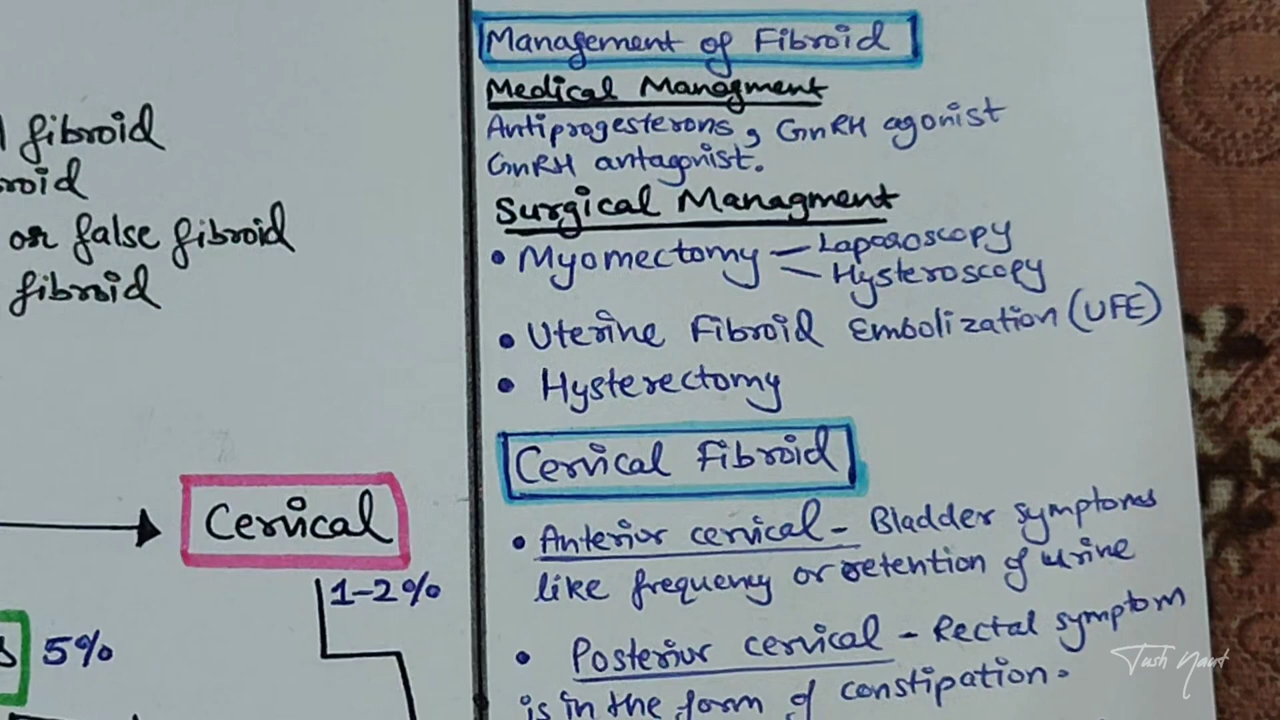 fibroid
roid
or false fibroid
fibroid
Cervical
1-2%
5%
Management of Fibroid
Medical Managment
Antiprogesterons, GnRH agonist
GnRH antagonist.
Surgical Managment
• Myomectomy - Laparoscopy
- Hysteroscopy
• Uterine Fibroid Embolization (UFE)
• Hysterectomy
Cervical Fibroid
• Anterior cervical - Bladder symptoms
like frequency or retention of urine
• Posterior cervical - Rectal symptom
is in the form of constipation.